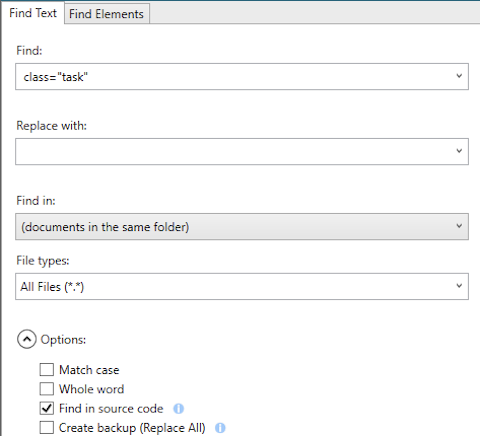 Find Text
Find Elements
Find:
class="task"
Replace with:
Find in:
(documents in the same folder)
File types:
All Files (*.*)
Options:
Match case
Whole word
Find in source code
Create backup (Replace All)